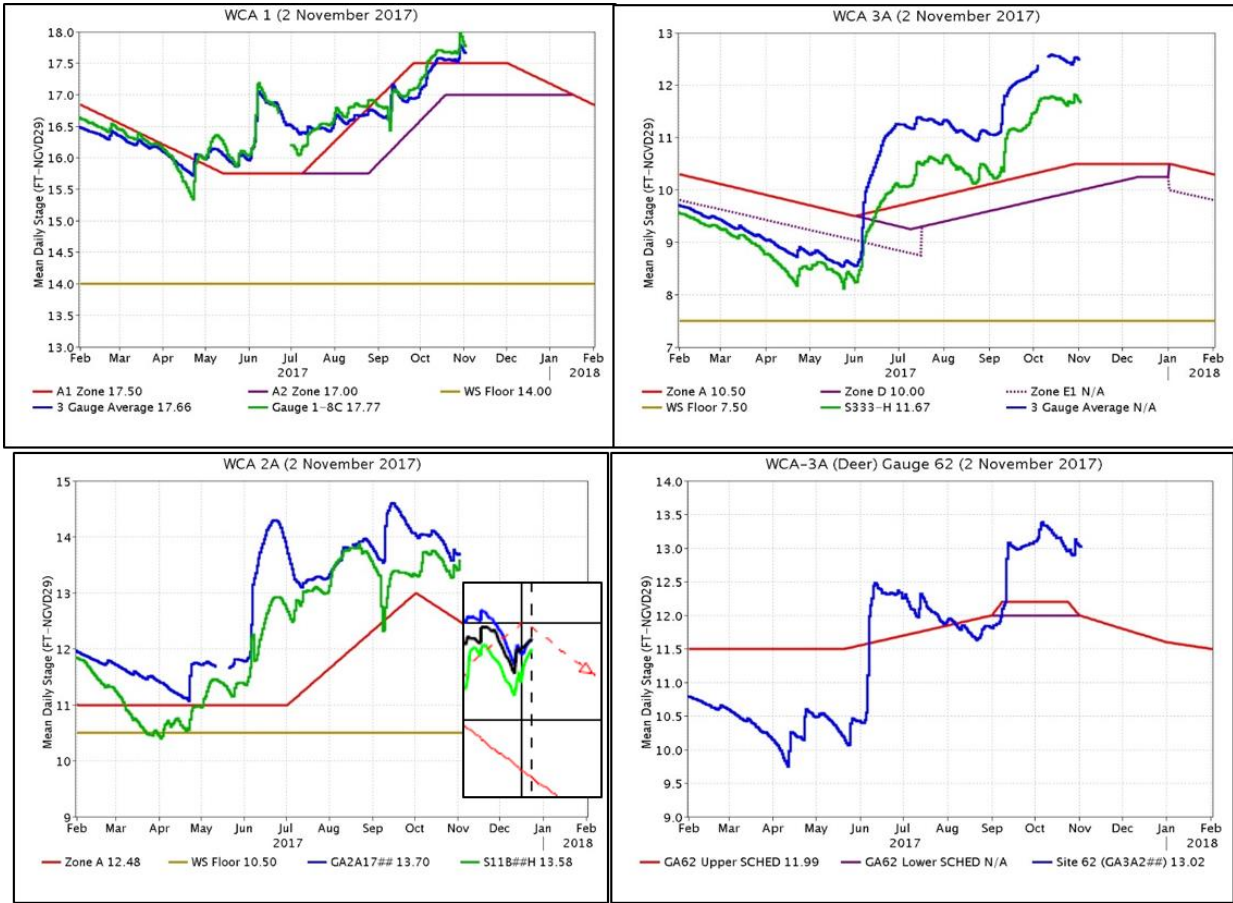 WCA 1 (2 November 2017)
Mean Daily Stage (FT-NGVD29)
18.0
17.5
17.0
16.5
16.0
15.5
15.0
14.5
14.0
13.5
13.0
Feb Mar Apr May Jun Jul Aug Sep Oct Nov Dec Jan Feb
2017 | 2018
A1 Zone 17.50 A2 Zone 17.00 WS Floor 14.00
3 Gauge Average 17.66 Gauge 1-8C 17.77
WCA 3A (2 November 2017)
Mean Daily Stage (FT-NGVD29)
13
12
11
10
9
8
7
Feb Mar Apr May Jun Jul Aug Sep Oct Nov Dec Jan Feb
2017 | 2018
Zone A 10.50 Zone D 10.00 Zone E1 N/A
WS Floor 7.50 S333-H 11.67 3 Gauge Average N/A
WCA 2A (2 November 2017)
Mean Daily Stage (FT-NGVD29)
15
14
13
12
11
10
9
Feb Mar Apr May Jun Jul Aug Sep Oct Nov Jan Feb
2017 | 2018
Zone A 12.48 WS Floor 10.50 GA2A17## 13.70 S11B##H 13.58
WCA-3A (Deer) Gauge 62 (2 November 2017)
Mean Daily Stage (FT-NGVD29)
14.0
13.5
13.0
12.5
12.0
11.5
11.0
10.5
10.0
9.5
9.0
Feb Mar Apr May Jun Jul Aug Sep Oct Nov Dec Jan Feb
2017 | 2018
GA62 Upper SCHED 11.99 GA62 Lower SCHED N/A Site 62 (GA3A2##) 13.02